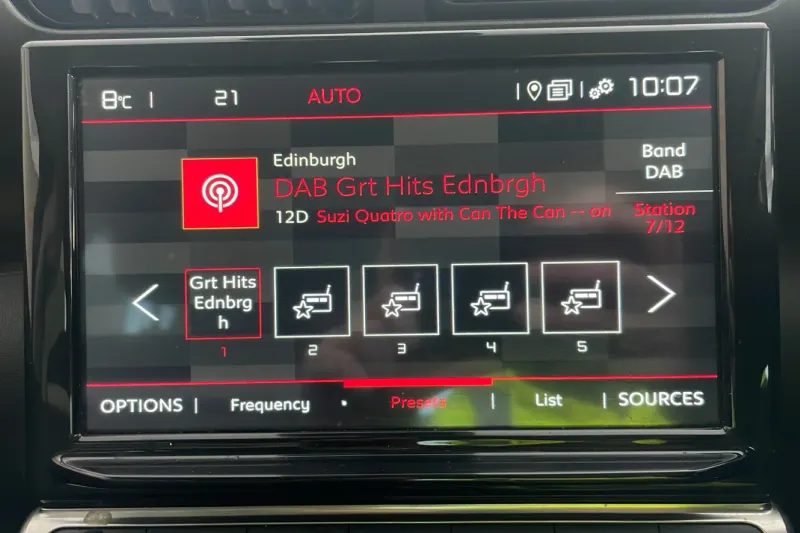 8°C | 21 AUTO | | 10:07
Edinburgh
DAB Grt Hits Ednbrgh
12D Suzi Quatro with Can The Can -- on
Band
DAB
Station
7/12
Grt Hits
Ednbrg
h
1 2 3 4 5
OPTIONS | Frequency • Presets | List | SOURCES